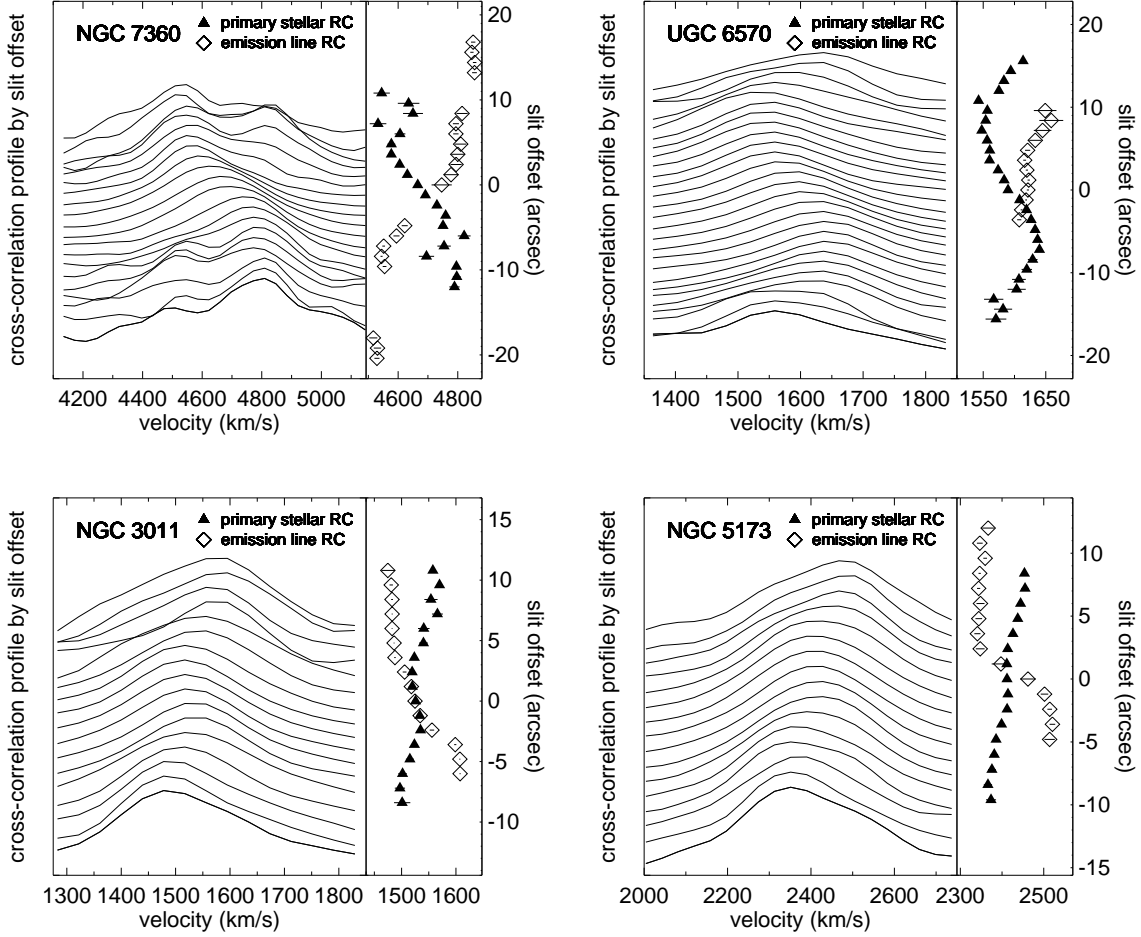 NGC 7360
primary stellar RC
emission line RC
cross-correlation profile by slit offset
velocity (km/s)
slit offset (arcsec)
4200 4400 4600 4800 5000
4600 4800
20
10
0
-10
-20
UGC 6570
primary stellar RC
emission line RC
cross-correlation profile by slit offset
velocity (km/s)
slit offset (arcsec)
1400 1500 1600 1700 1800
1550 1650
20
10
0
-10
-20
NGC 3011
primary stellar RC
emission line RC
cross-correlation profile by slit offset
velocity (km/s)
slit offset (arcsec)
1300 1400 1500 1600 1700 1800
1500 1600
15
10
5
0
-5
-10
NGC 5173
primary stellar RC
emission line RC
cross-correlation profile by slit offset
velocity (km/s)
slit offset (arcsec)
2000 2200 2400 2600
2300 2500
10
5
0
-5
-10
-15